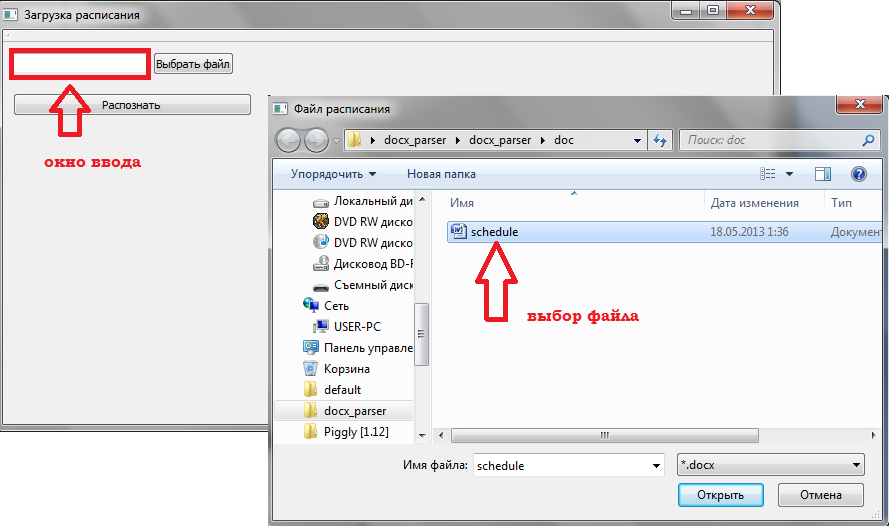 Загрузка расписания
Выбрать файл
Распознать
окно ввода
Файл расписания
docx_parser docx_parser doc
Поиск: doc
Упорядочить Новая папка
Имя Дата изменения Тип
Локальный ди
DVD RW диско
DVD RW диско
Дисковод BD-R
Съемный диск
Сеть
USER-PC
Панель управле
Корзина
default
docx_parser
Piggly [1.12]
schedule 18.05.2013 1:36 Документ
выбор файла
Имя файла: schedule *.docx
Открыть Отмена